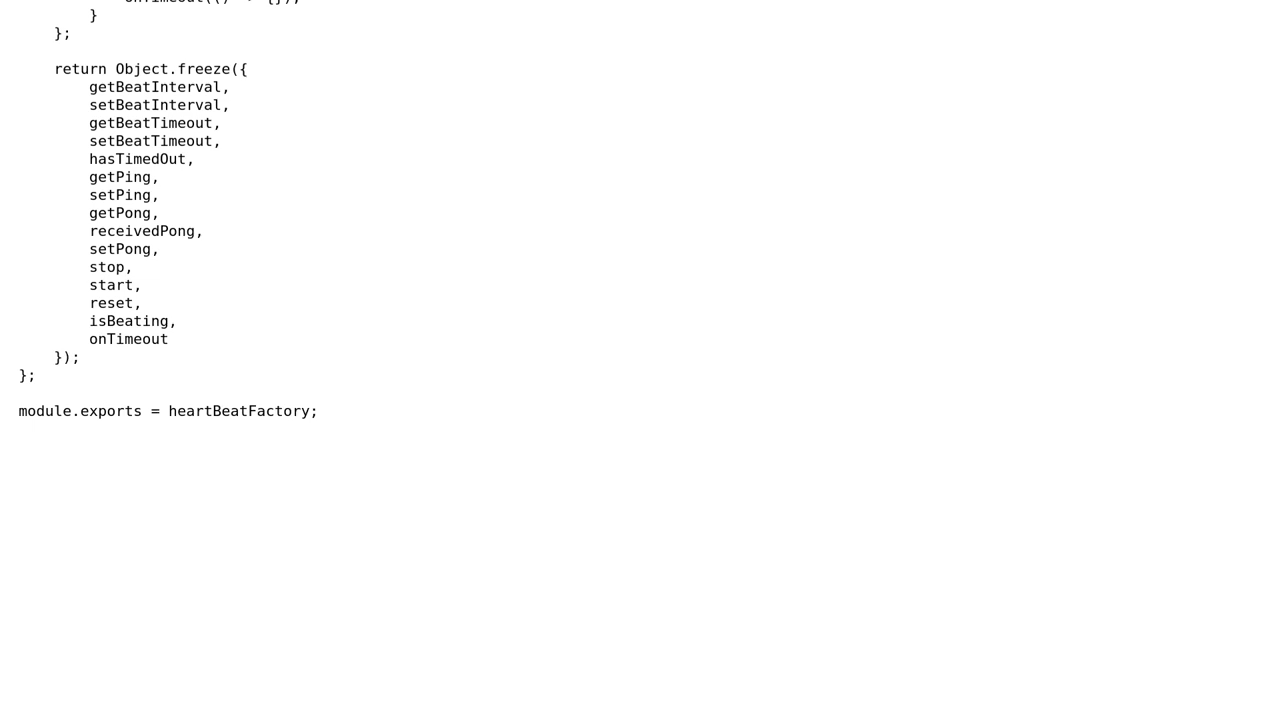 }
};
return Object.freeze({
getBeatInterval,
setBeatInterval,
getBeatTimeout,
setBeatTimeout,
hasTimedOut,
getPing,
setPing,
getPong,
receivedPong,
setPong,
stop,
start,
reset,
isBeating,
onTimeout
});
};
module.exports = heartBeatFactory;